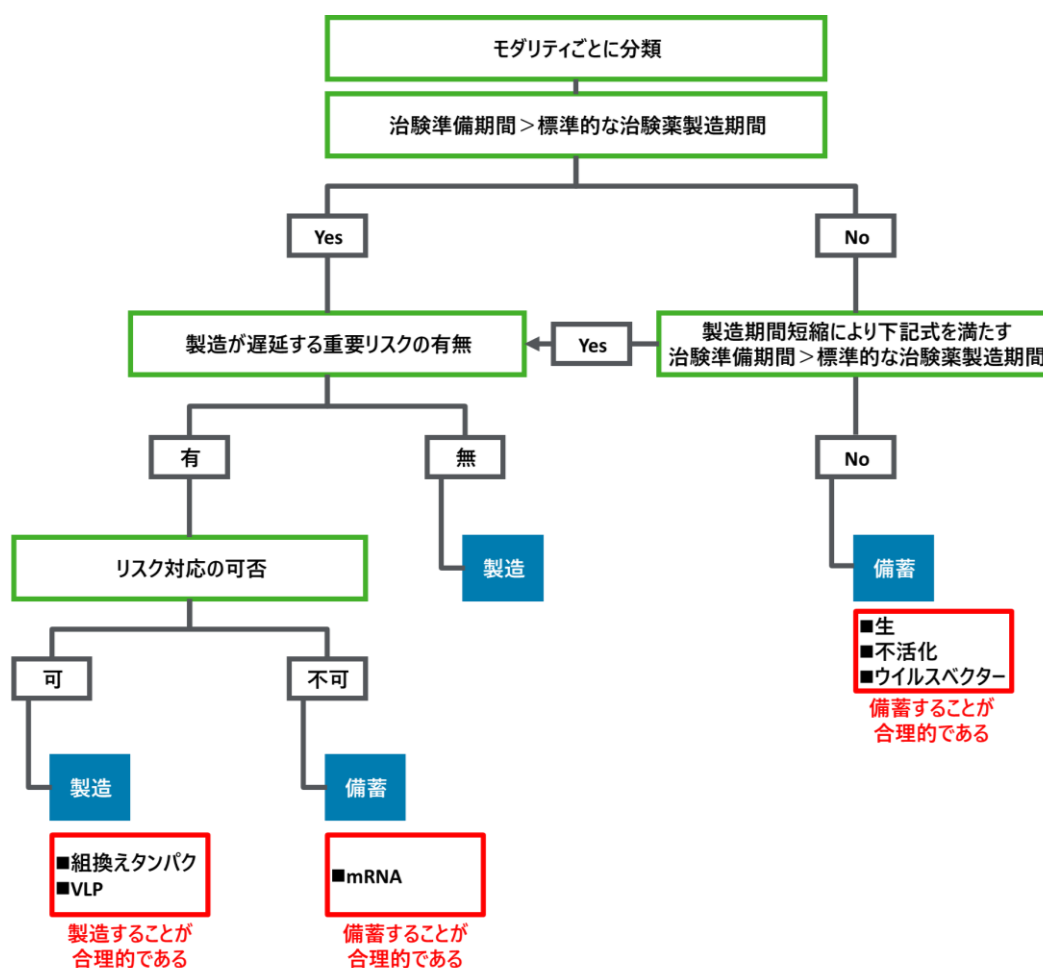 モダリティごとに分類
治験準備期間＞標準的な治験薬製造期間
Yes
No
製造が遅延する重要リスクの有無
Yes
製造期間短縮により下記式を満たす
治験準備期間＞標準的な治験薬製造期間
有
無
No
リスク対応の可否
製造
備蓄
■生
■不活化
■ウイルスベクター
備蓄することが
合理的である
可
不可
製造
備蓄
■組換えタンパク
■VLP
■mRNA
製造することが
合理的である
備蓄することが
合理的である